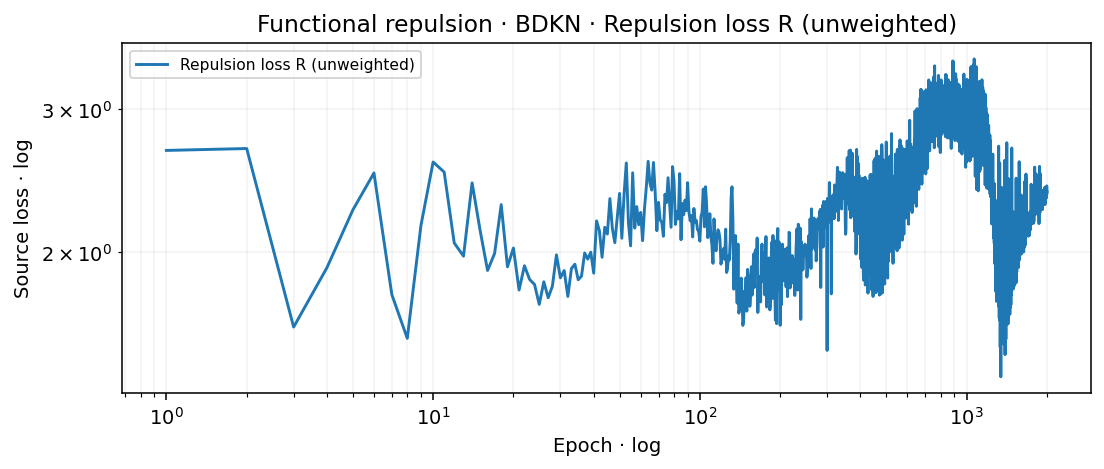 Functional repulsion · BDKN · Repulsion loss R (unweighted)
Repulsion loss R (unweighted)
Source loss · log
3 × 10⁰
2 × 10⁰
10⁰ 10¹ 10² 10³
Epoch · log